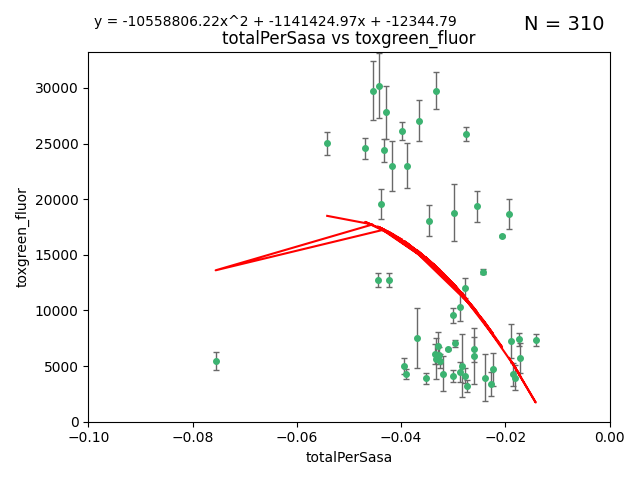 y = -10558806.22x^2 + -1141424.97x + -12344.79
N = 310
totalPerSasa vs toxgreen_fluor
30000
25000
20000
15000
10000
5000
0
toxgreen_fluor
−0.10
−0.08
−0.06
−0.04
−0.02
0.00
totalPerSasa